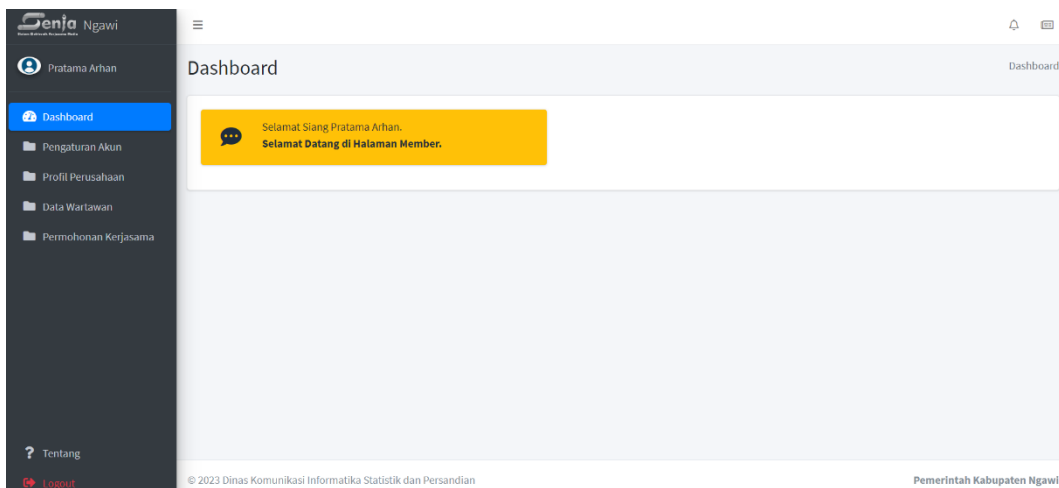 Senja Ngawi
Pratama Arhan
Dashboard
Pengaturan Akun
Profil Perusahaan
Data Wartawan
Permohonan Kerjasama
Tentang
Logout
Dashboard
Dashboard
Selamat Siang Pratama Arhan.
Selamat Datang di Halaman Member.
© 2023 Dinas Komunikasi Informatika Statistik dan Persandian
Pemerintah Kabupaten Ngawi